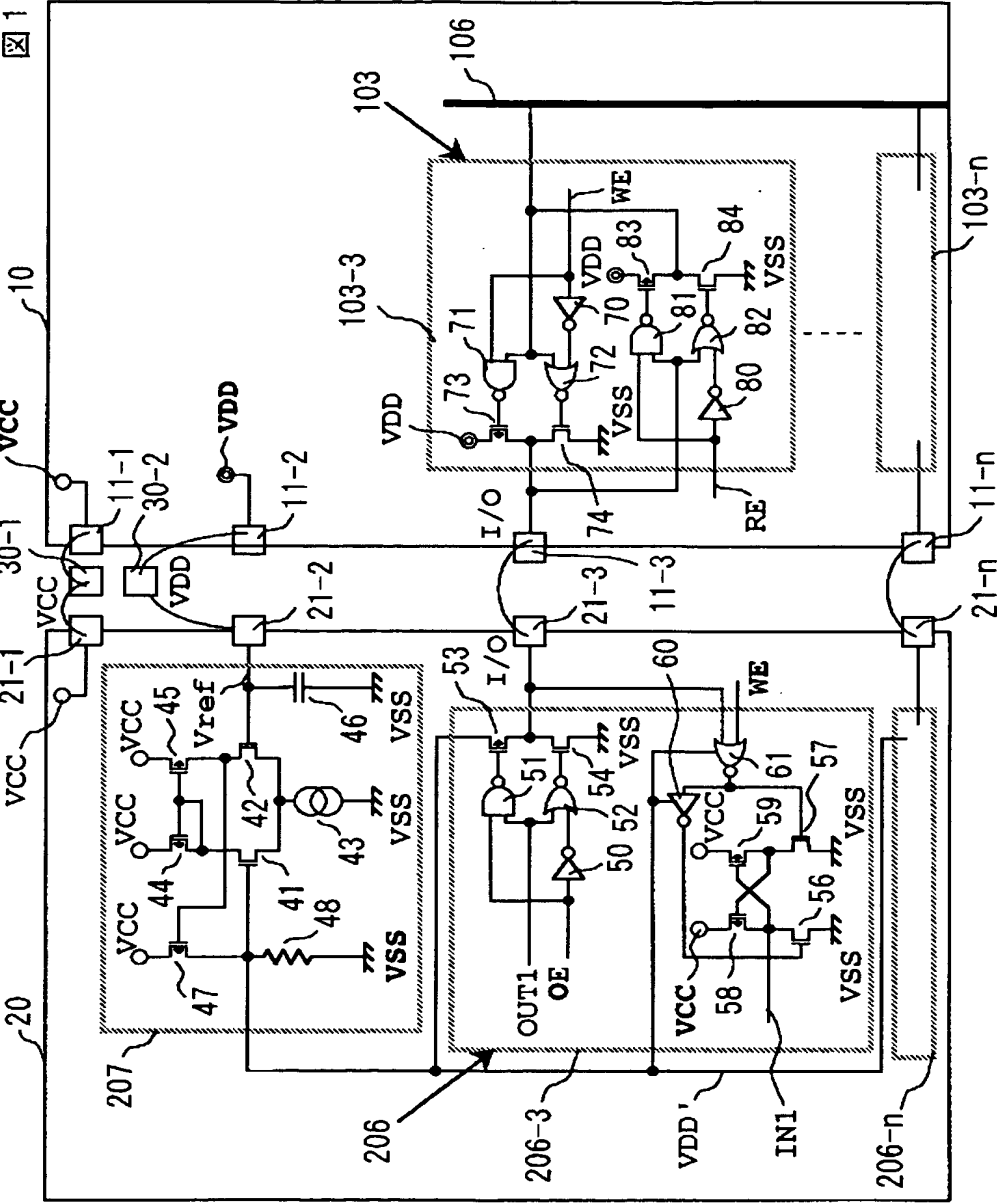 図1
20
VCC
21-1
VCC
30-1
VCC
11-1
10
207
VCC
VCC
VCC
47
44
45
Vref
41
42
43
46
48
VSS
VSS
VSS
21-2
30-2
VDD
11-2
VDD
206
206-3
OUT1
OE
50
51
52
53
54
VSS
I/O
21-3
I/O
11-3
WE
60
61
VCC
VCC
58
59
56
57
VSS
VSS
VDD'
IN1
206-n
21-n
11-n
103
103-3
106
VDD
73
71
WE
70
72
74
VSS
VDD
83
81
84
82
80
VSS
RE
103-n